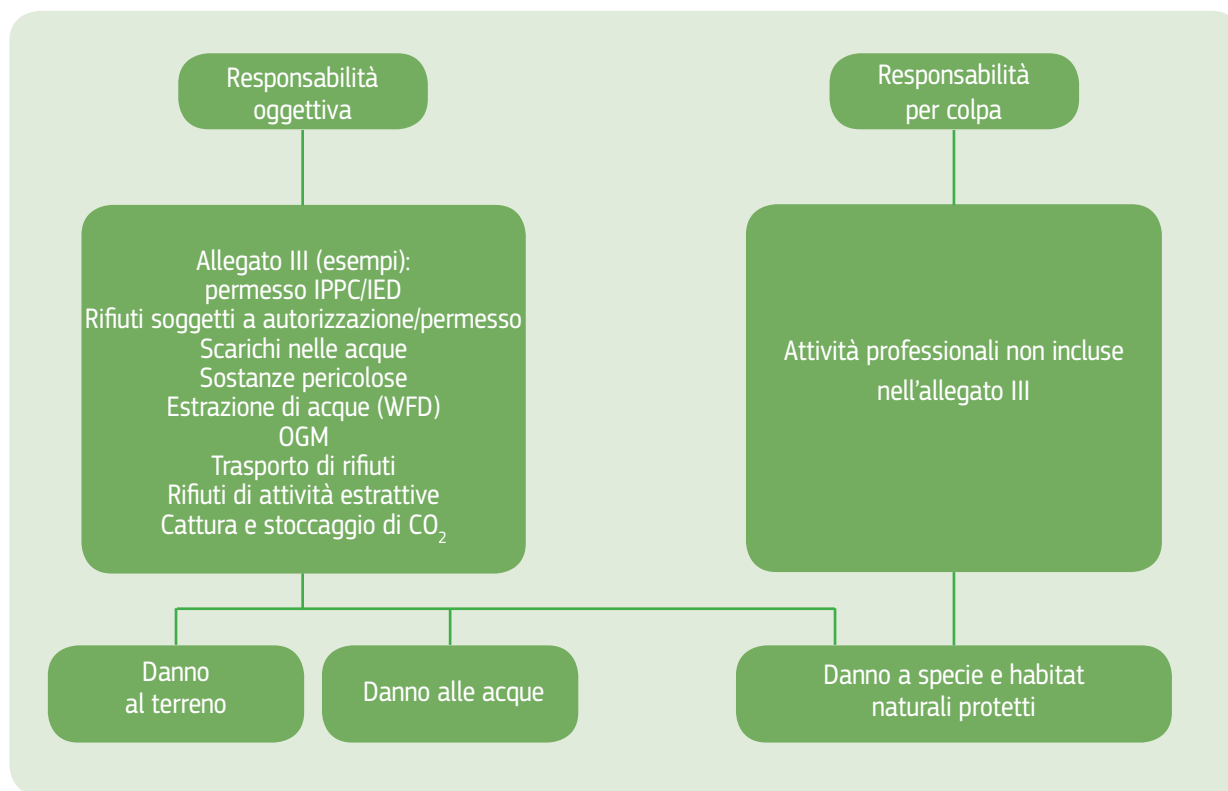 Responsabilità
oggettiva
Responsabilità
per colpa
Allegato III (esempi):
permesso IPPC/IED
Rifiuti soggetti a autorizzazione/permesso
Scarichi nelle acque
Sostanze pericolose
Estrazione di acque (WFD)
OGM
Trasporto di rifiuti
Rifiuti di attività estrattive
Cattura e stoccaggio di CO₂
Attività professionali non incluse
nell'allegato III
Danno
al terreno
Danno alle acque
Danno a specie e habitat
naturali protetti